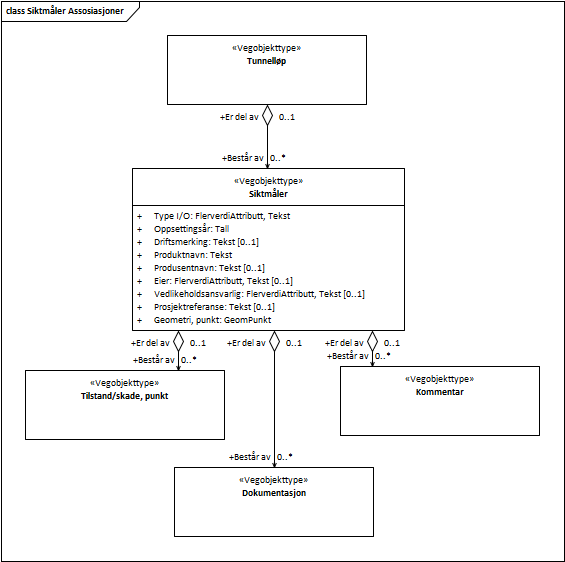 class Siktmåler Assosiasjoner
«Vegobjekttype»
Tunnelløp
+Er del av 0..1
+Består av 0..*
«Vegobjekttype»
Siktmåler
+ Type I/O: FlerverdiAttributt, Tekst
+ Oppsettingsår: Tall
+ Driftsmerking: Tekst [0..1]
+ Produktnavn: Tekst
+ Produsentnavn: Tekst [0..1]
+ Eier: FlerverdiAttributt, Tekst [0..1]
+ Vedlikeholdsansvarlig: FlerverdiAttributt, Tekst [0..1]
+ Prosjektreferanse: Tekst [0..1]
+ Geometri, punkt: GeomPunkt
+Er del av 0..1 +Er del av 0..1 +Er del av 0..1
+Består av 0..* +Består av 0..*
«Vegobjekttype»
Tilstand/skade, punkt
«Vegobjekttype»
Kommentar
+Består av 0..*
«Vegobjekttype»
Dokumentasjon